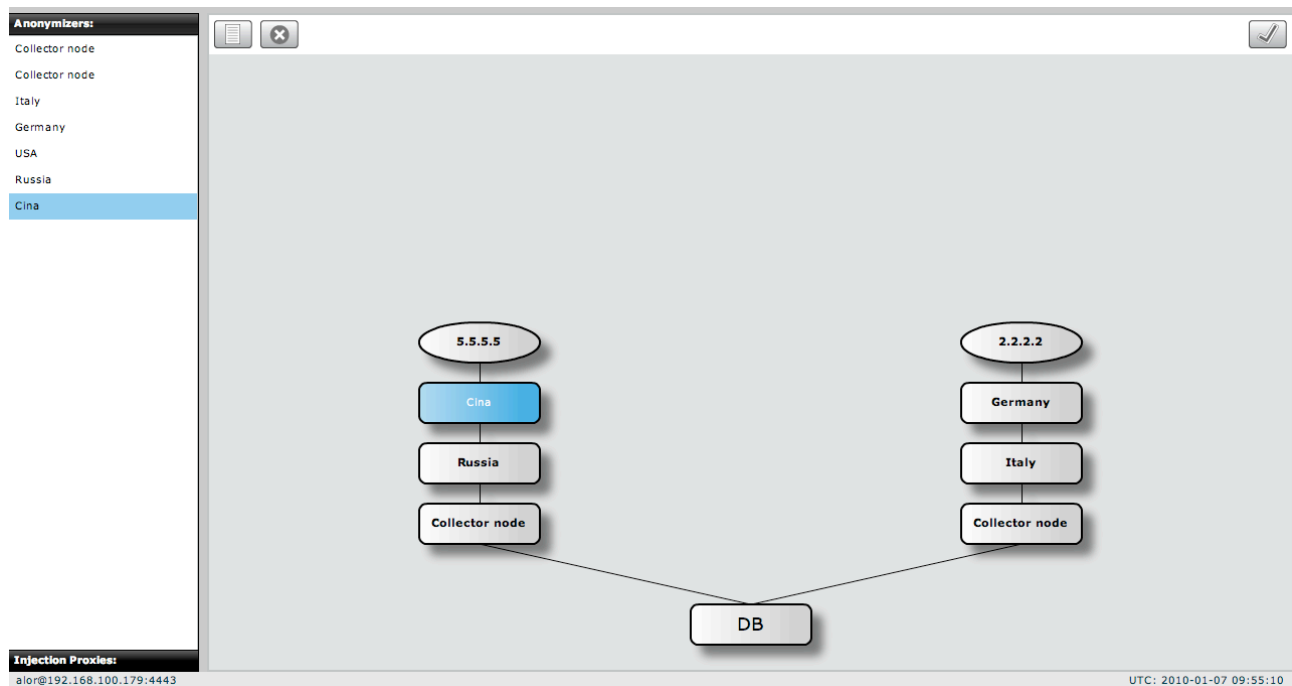 Anonymizers:
Collector node
Collector node
Italy
Germany
USA
Russia
Cina
5.5.5.5
2.2.2.2
Cina
Germany
Russia
Italy
Collector node
Collector node
DB
Injection Proxies:
alor@192.168.100.179:4443
UTC: 2010-01-07 09:55:10